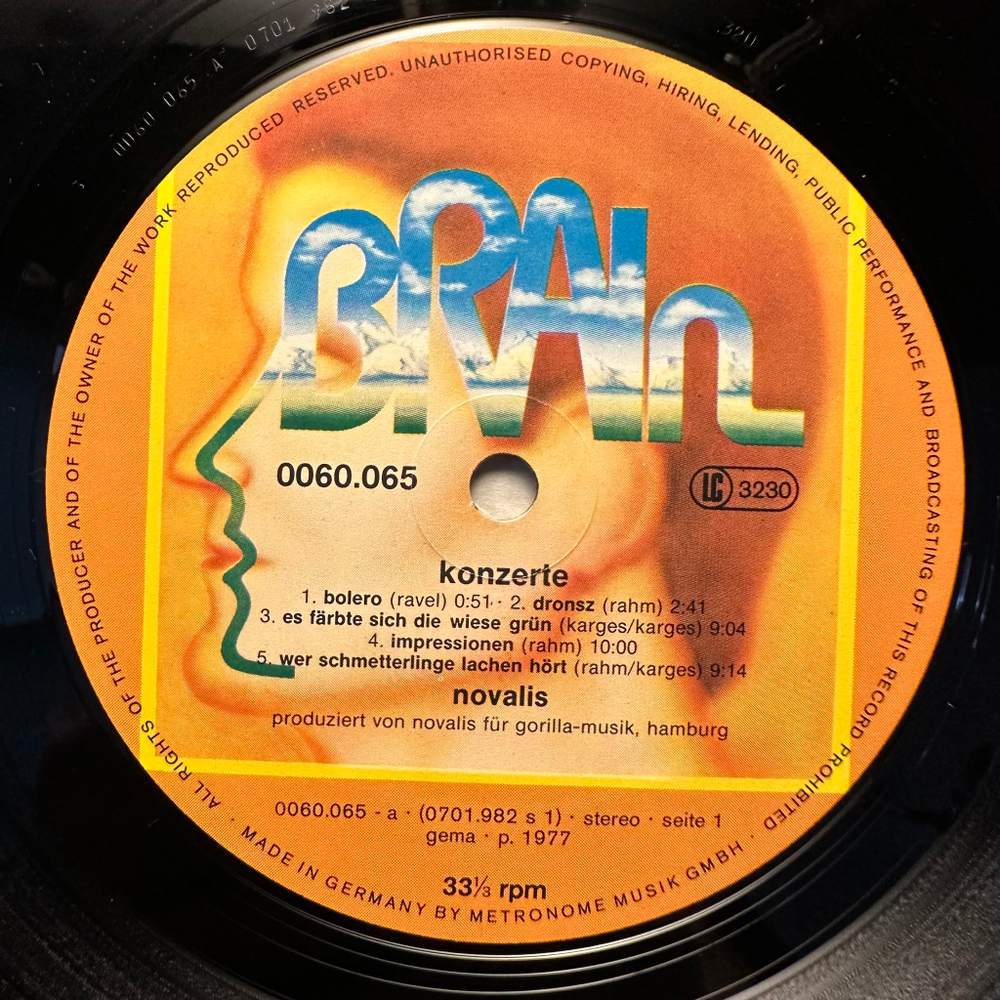 0060 065 A 0701 982
320
ALL RIGHTS OF THE PRODUCER AND OF THE OWNER OF THE WORK REPRODUCED RESERVED. UNAUTHORISED COPYING, HIRING, LENDING, PUBLIC PERFORMANCE AND BROADCASTING OF THIS RECORD PROHIBITED · MADE IN GERMANY BY METRONOME MUSIK GMBH ·
BRAIn
0060.065
LC 3230
konzerte
1. bolero (ravel) 0:51 · 2. dronsz (rahm) 2:41
3. es färbte sich die wiese grün (karges/karges) 9:04
4. impressionen (rahm) 10:00
5. wer schmetterlinge lachen hört (rahm/karges) 9:14
novalis
produziert von novalis für gorilla-musik, hamburg
0060.065 - a · (0701.982 s 1) · stereo · seite 1
gema · p. 1977
33⅓ rpm